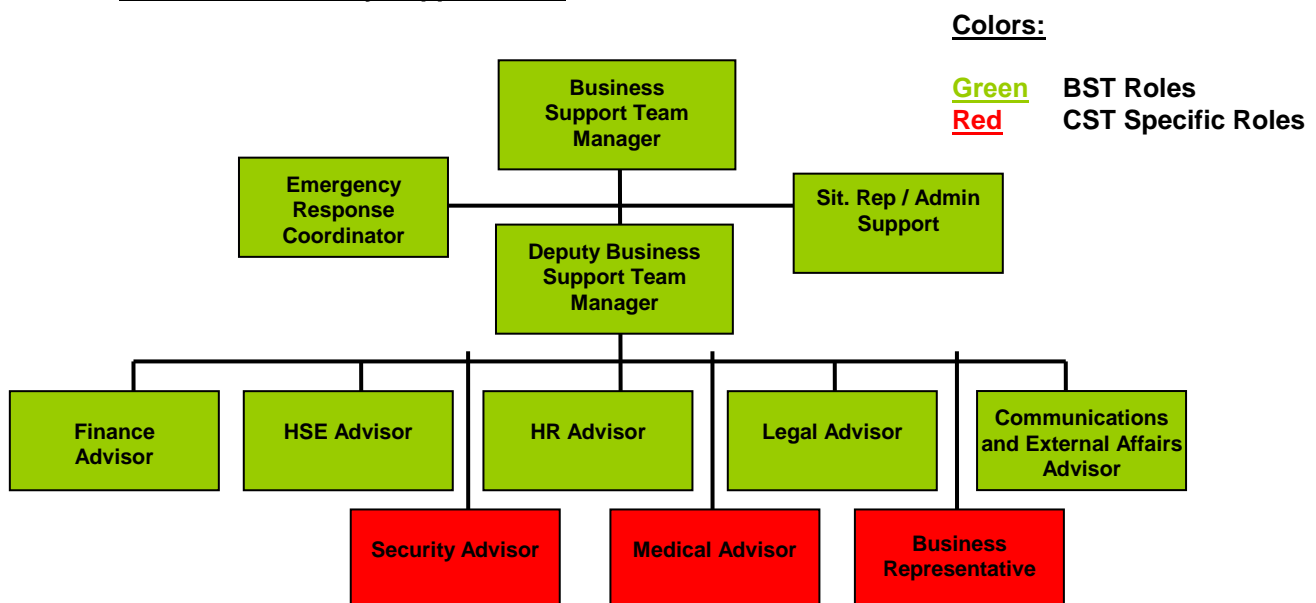 Colors:
Green BST Roles
Red CST Specific Roles
Business
Support Team
Manager
Emergency
Response
Coordinator
Sit. Rep / Admin
Support
Deputy Business
Support Team
Manager
Finance
Advisor
HSE Advisor
HR Advisor
Legal Advisor
Communications
and External Affairs
Advisor
Security Advisor
Medical Advisor
Business
Representative